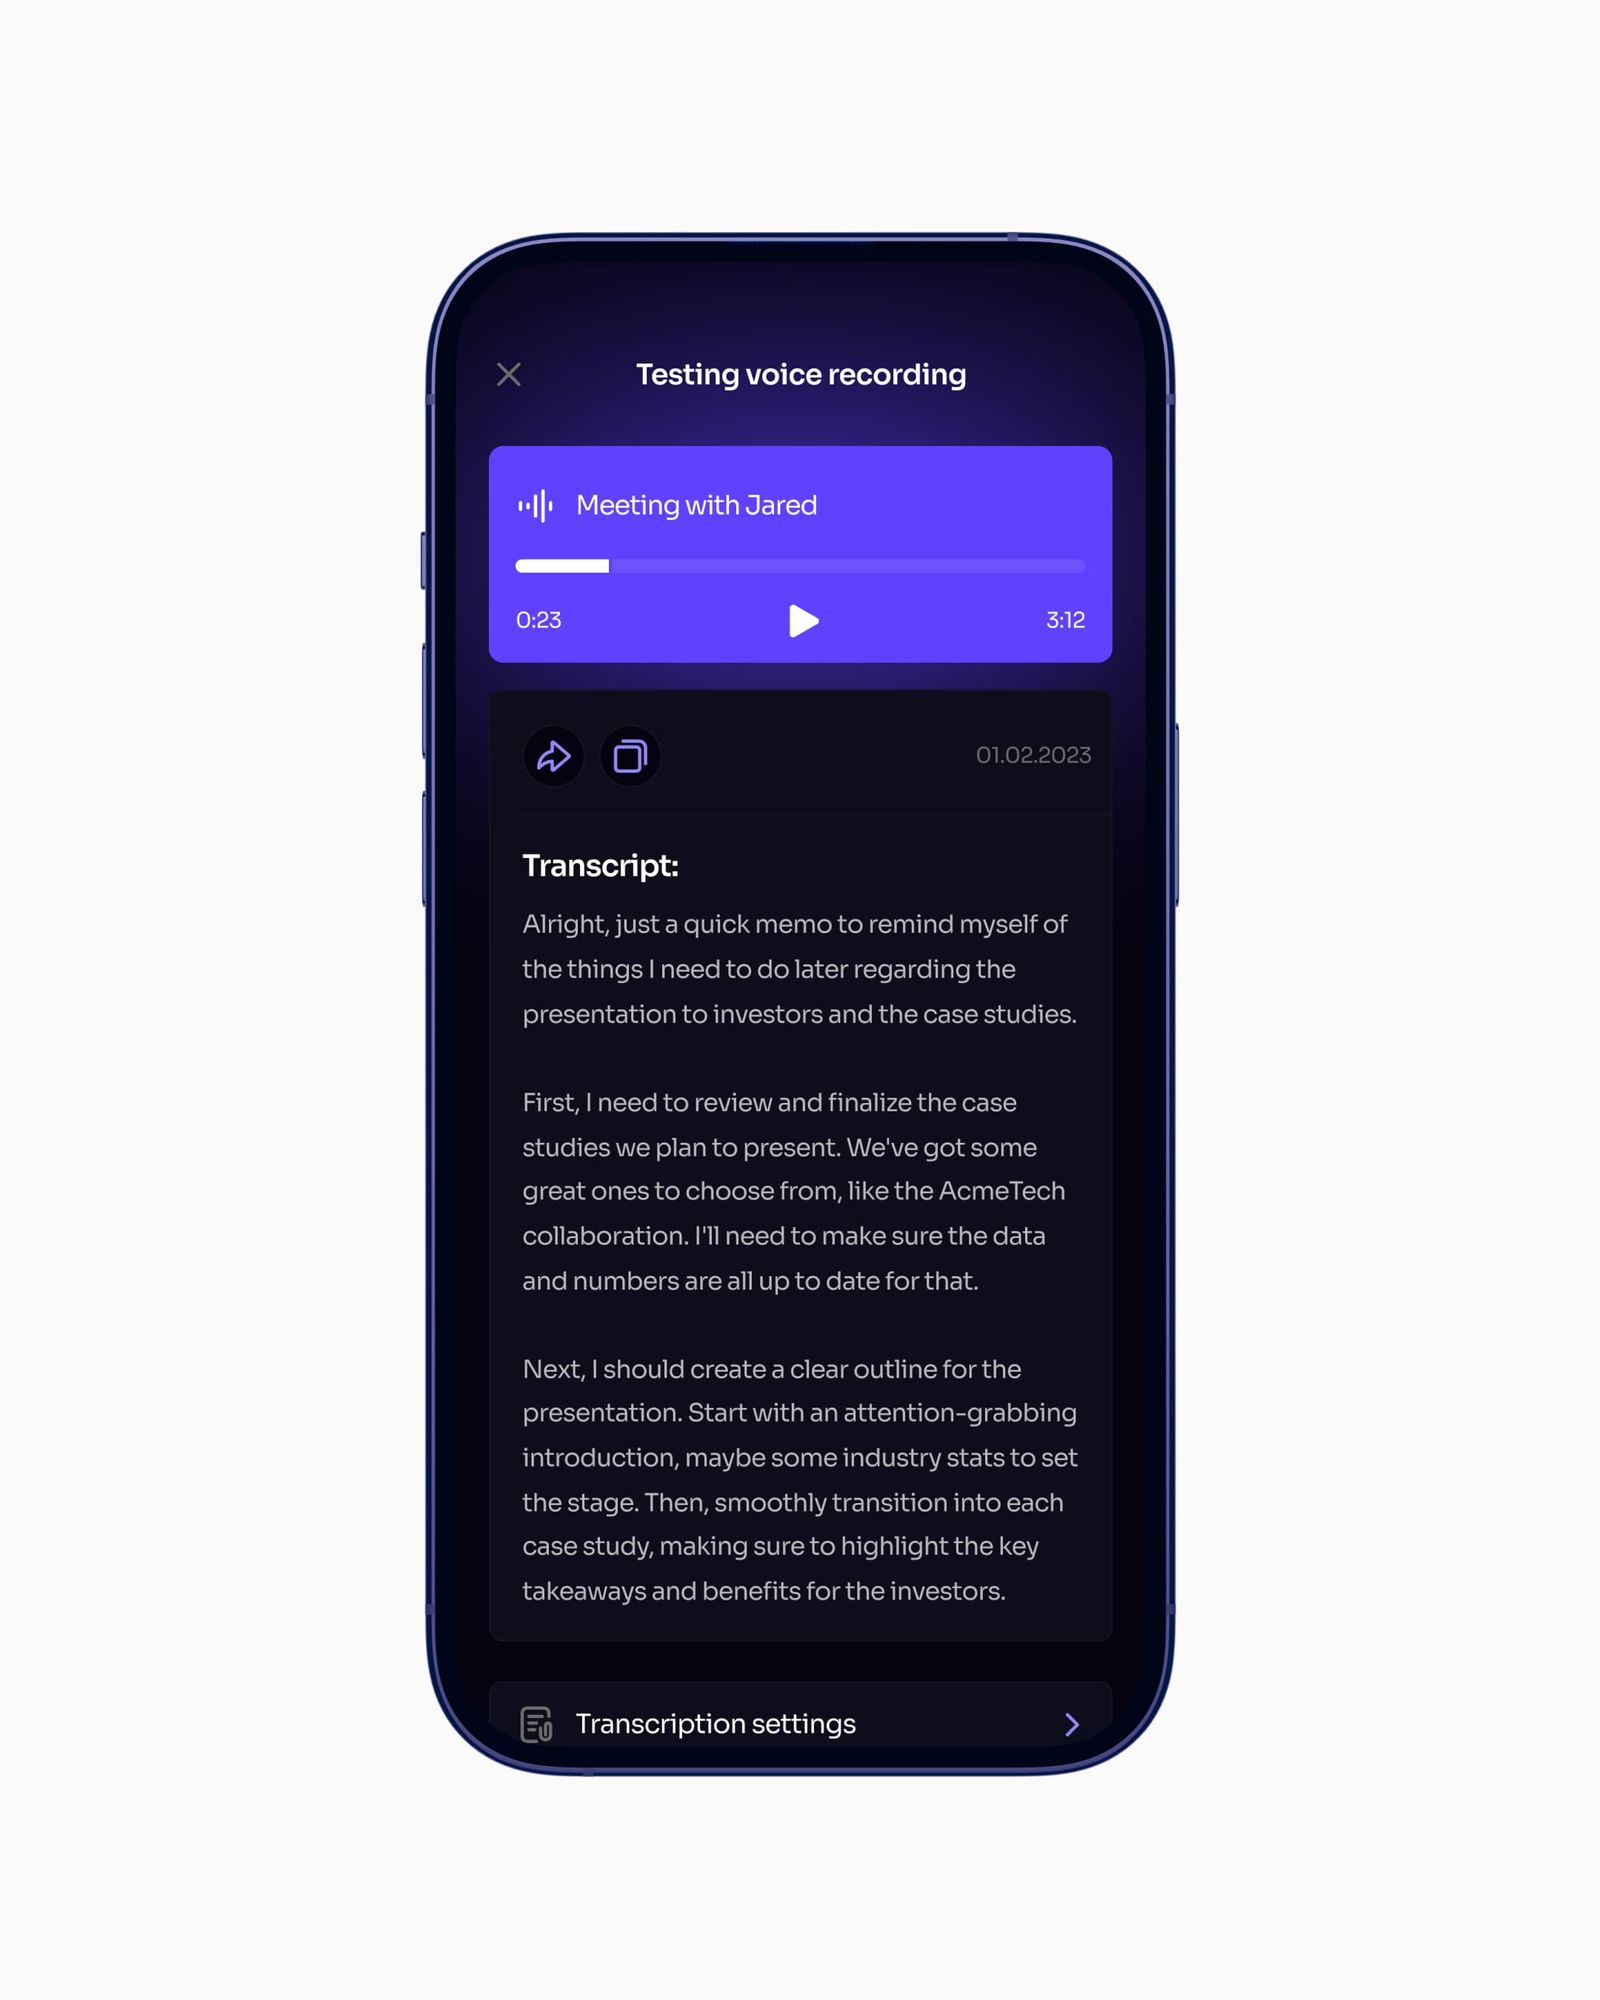 Testing voice recording
Meeting with Jared
0:23
3:12
01.02.2023
Transcript:
Alright, just a quick memo to remind myself of
the things I need to do later regarding the
presentation to investors and the case studies.
First, I need to review and finalize the case
studies we plan to present. We've got some
great ones to choose from, like the AcmeTech
collaboration. I'll need to make sure the data
and numbers are all up to date for that.
Next, I should create a clear outline for the
presentation. Start with an attention-grabbing
introduction, maybe some industry stats to set
the stage. Then, smoothly transition into each
case study, making sure to highlight the key
takeaways and benefits for the investors.
Transcription settings